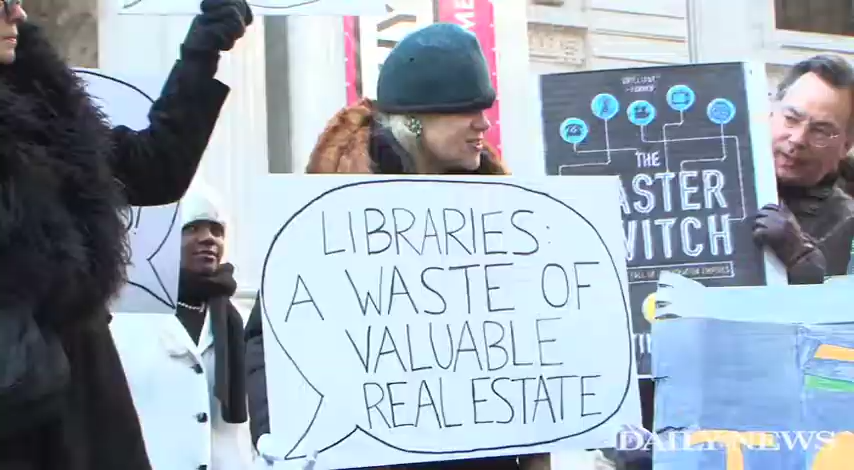 LIBRARIES:
A WASTE OF
VALUABLE
REAL ESTATE
THE
ASTER
WITCH
DAILY NEWS